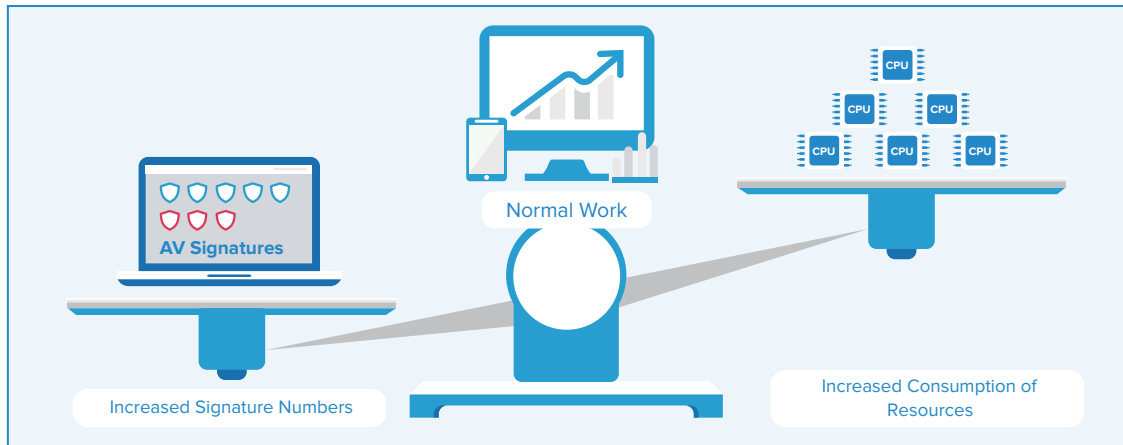 CPU
CPU CPU
CPU CPU CPU
Normal Work
AV Signatures
Increased Signature Numbers
Increased Consumption of
Resources